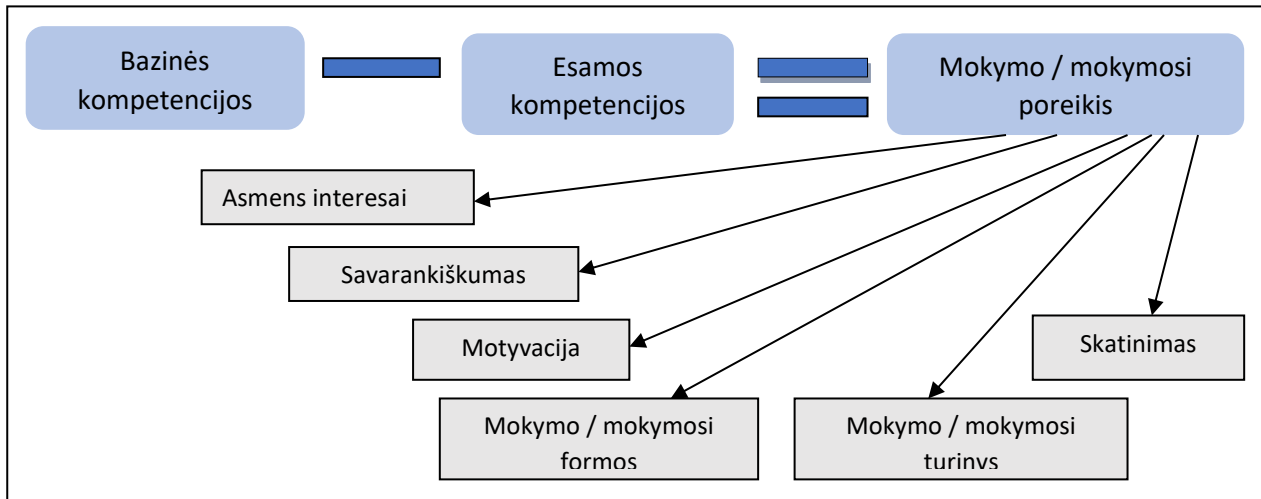 Bazinės
kompetencijos
Esamos
kompetencijos
Mokymo / mokymosi
poreikis
Asmens interesai
Savarankiškumas
Motyvacija
Skatinimas
Mokymo / mokymosi
formos
Mokymo / mokymosi
turinys